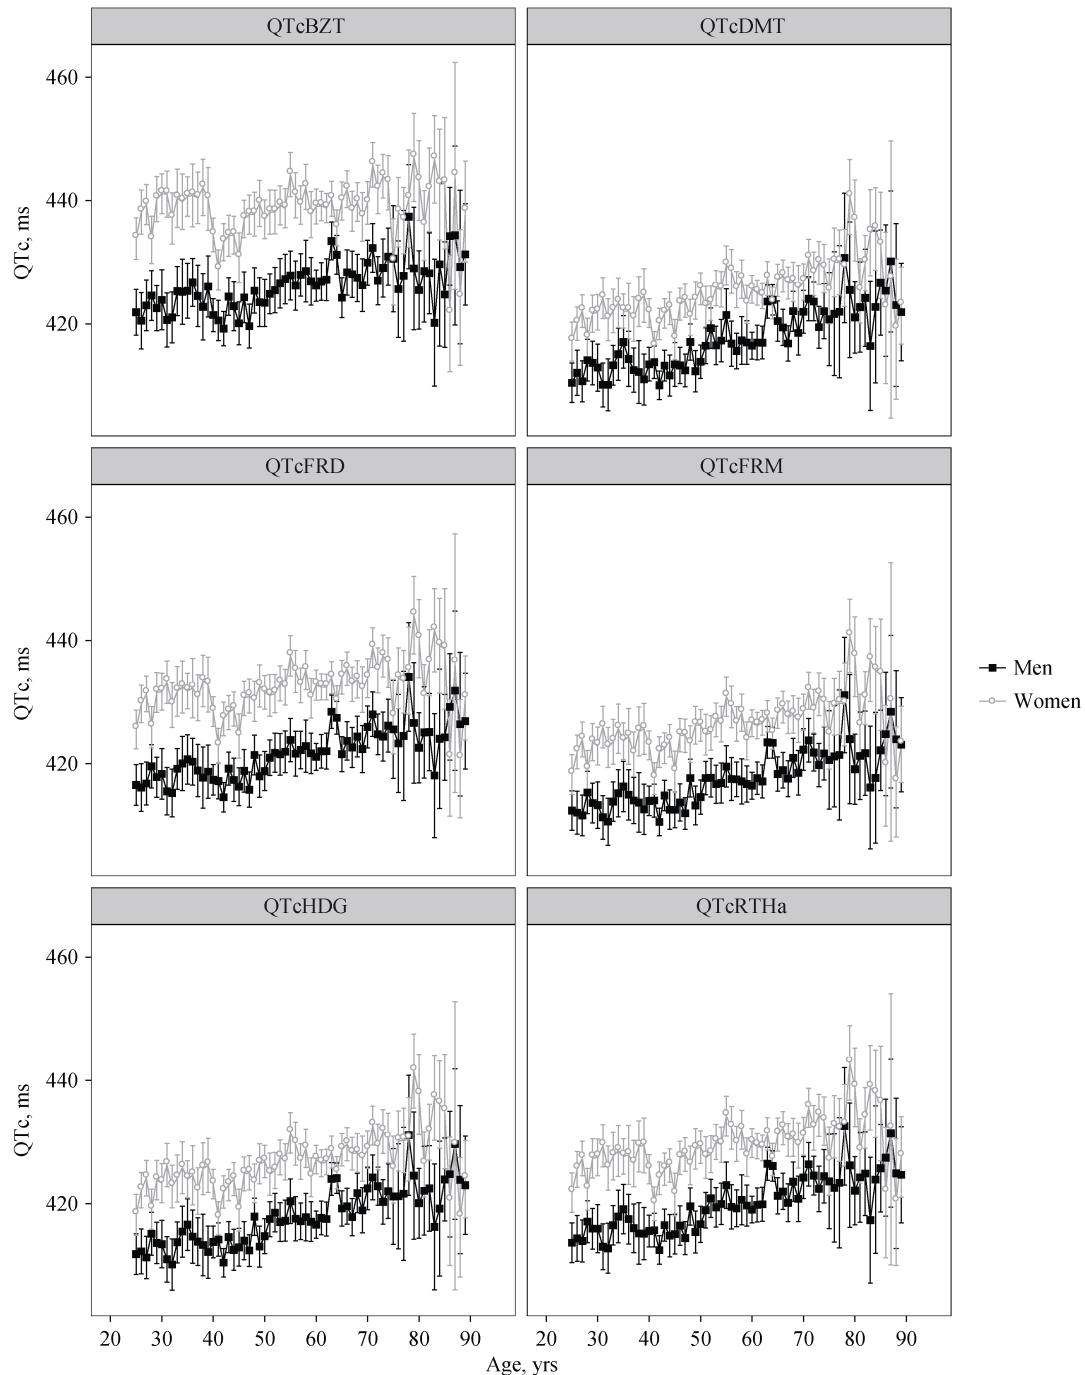 QTcBZT QTcDMT
460
440
420
QTc, ms
QTcFRD QTcFRM
460
440
420
QTc, ms
Men
Women
QTcHDG QTcRTHa
460
440
420
QTc, ms
20 30 40 50 60 70 80 90 20 30 40 50 60 70 80 90
Age, yrs